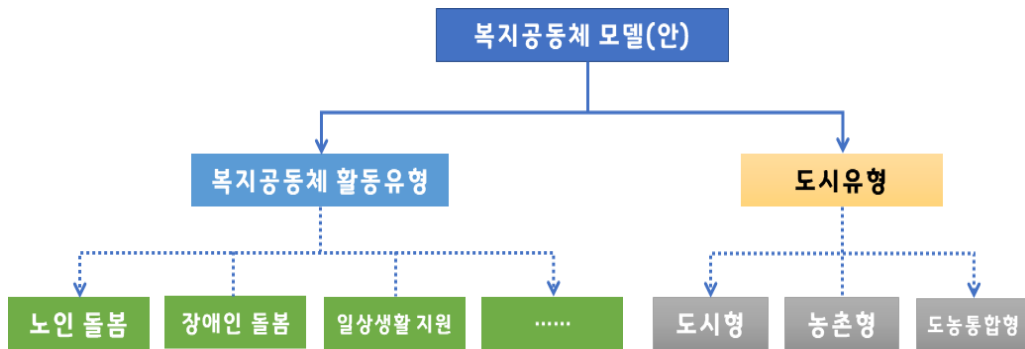 복지공동체 모델(안)
복지공동체 활동유형
도시유형
노인 돌봄
장애인 돌봄
일상생활 지원
……
도시형
농촌형
도농통합형